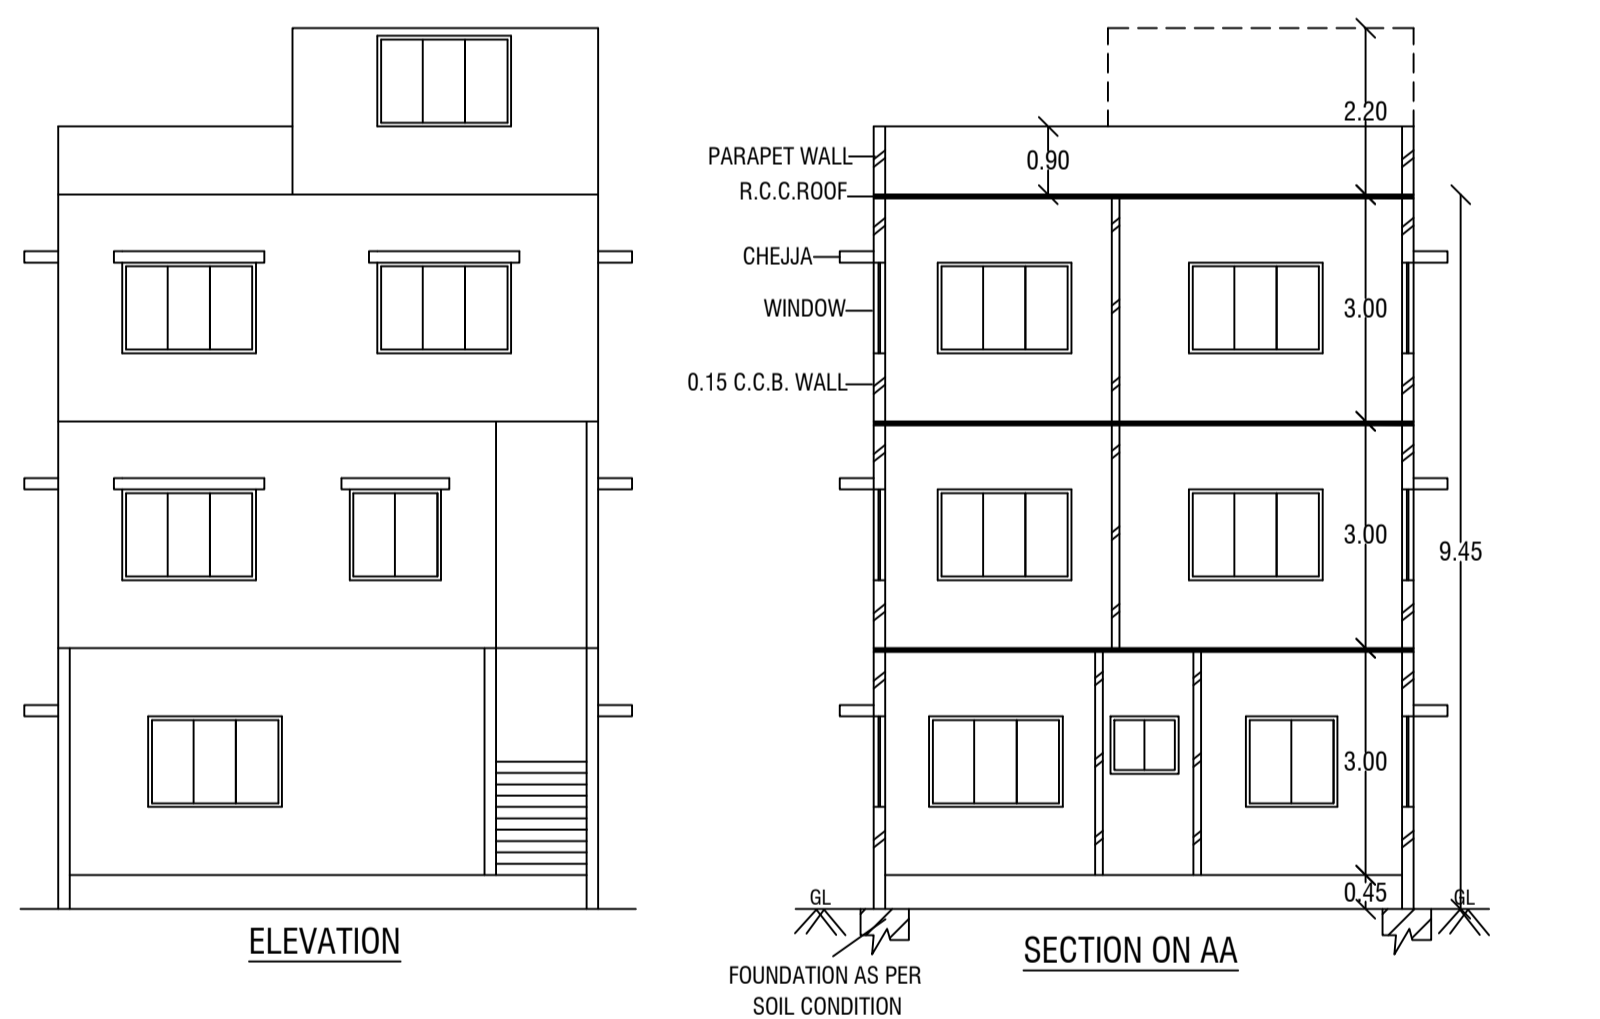 2.20
PARAPET WALL
0.90
R.C.C.ROOF
CHEJJA
WINDOW
3.00
0.15 C.C.B. WALL
3.00
9.45
3.00
0.45
GL
GL
ELEVATION
SECTION ON AA
FOUNDATION AS PER
SOIL CONDITION